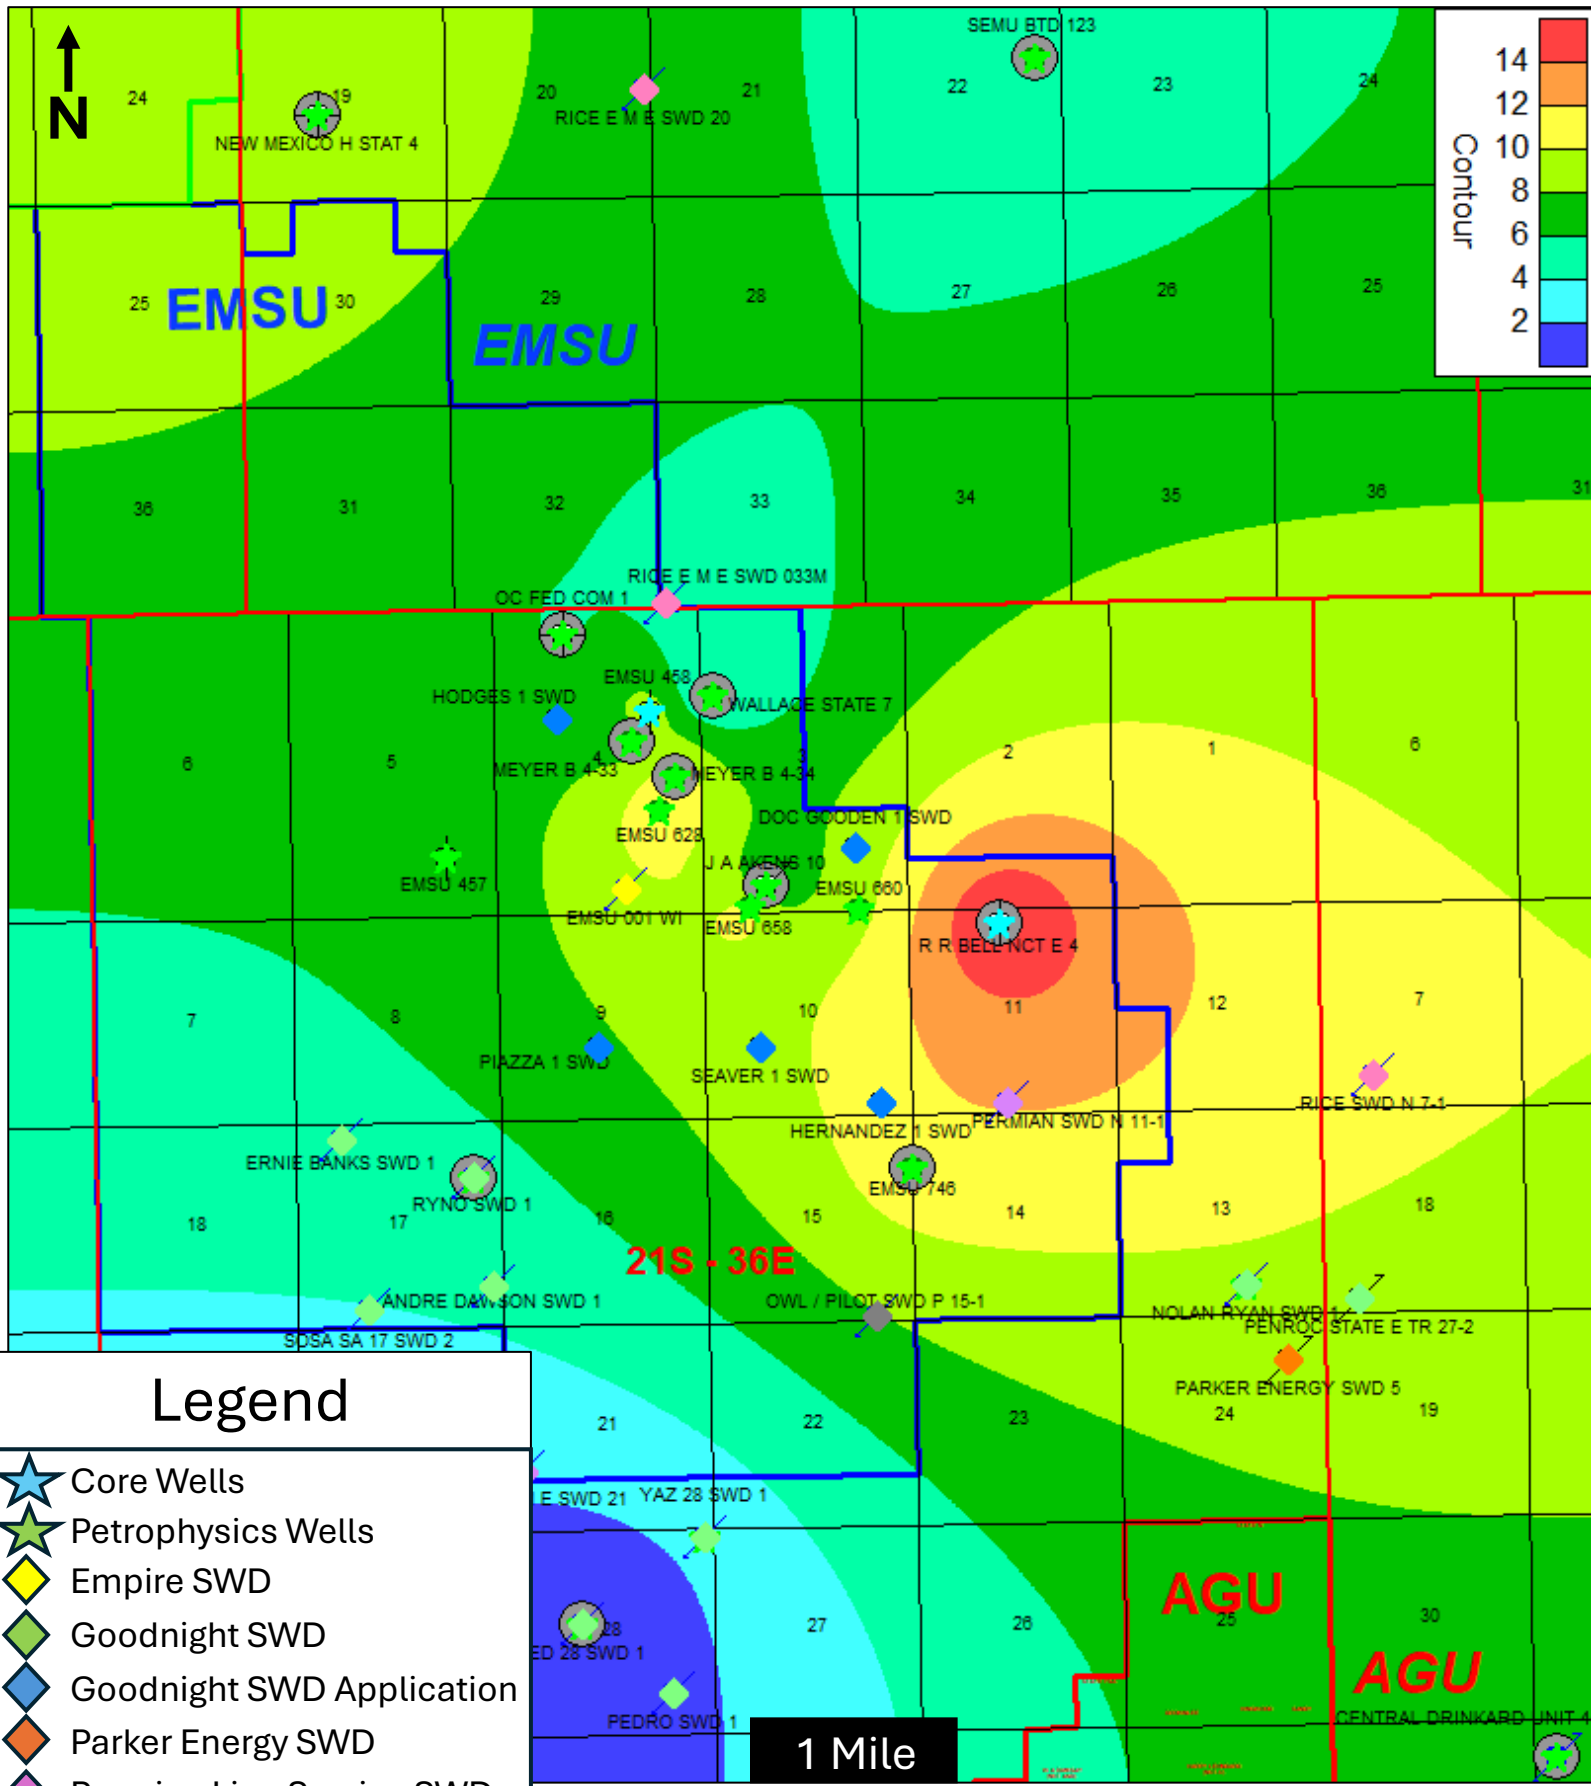 SEMU BTD 123
24
19
20
21
22
23
24
N
RICE E M E SWD 20
NEW MEXICO H STAT 4
14
12
10
8
6
4
2
Contour
25
EMSU
30
29
28
27
26
25
EMSU
36
31
32
33
34
35
36
31
RICE E M E SWD 033M
OC FED COM 1
EMSU 458
HODGES 1 SWD
WALLACE STATE 7
6
5
4
3
2
1
6
MEYER B 4-33
MEYER B 4-34
DOC GOODEN 1 SWD
EMSU 628
J A AKENS 10
EMSU 457
EMSU 660
EMSU 001 WI
EMSU 658
R R BELL NCT E 4
7
8
9
10
11
12
7
PIAZZA 1 SWD
SEAVER 1 SWD
RICE SWD N 7-1
HERNANDEZ 1 SWD
PERMIAN SWD N 11-1
ERNIE BANKS SWD 1
EMSU 746
RYNO SWD 1
18
17
16
15
14
13
18
21S - 36E
ANDRE DAWSON SWD 1
OWL / PILOT SWD P 15-1
NOLAN RYAN SWD 1
PENROC STATE E TR 27-2
SOSA SA 17 SWD 2
PARKER ENERGY SWD 5
21
22
23
24
19
Legend
Core Wells
Petrophysics Wells
Empire SWD
Goodnight SWD
Goodnight SWD Application
Parker Energy SWD
E SWD 21
YAZ 28 SWD 1
AGU
28
27
26
25
30
ED 28 SWD 1
AGU
PEDRO SWD 1
CENTRAL DRINKARD UNIT 4
1 Mile